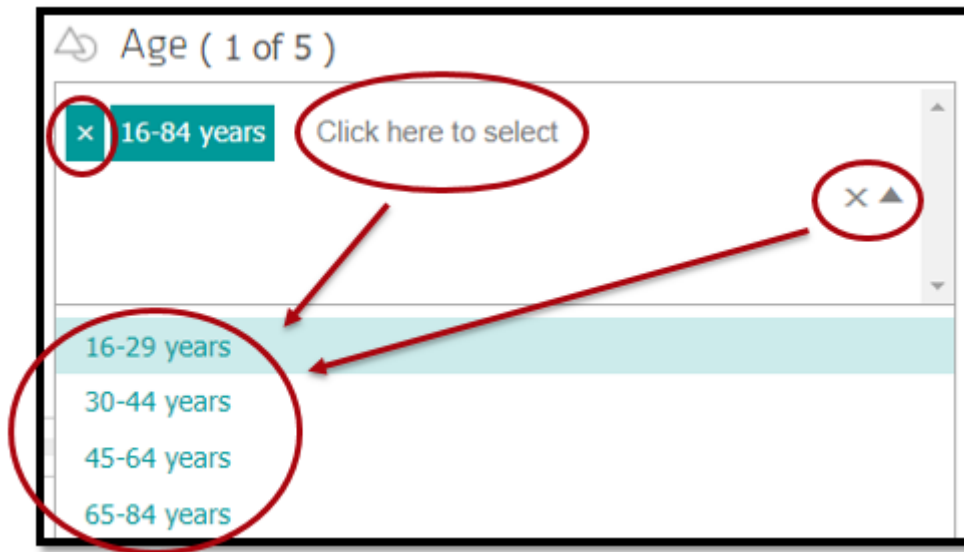 Age ( 1 of 5 )
× 16-84 years Click here to select
×
16-29 years
30-44 years
45-64 years
65-84 years